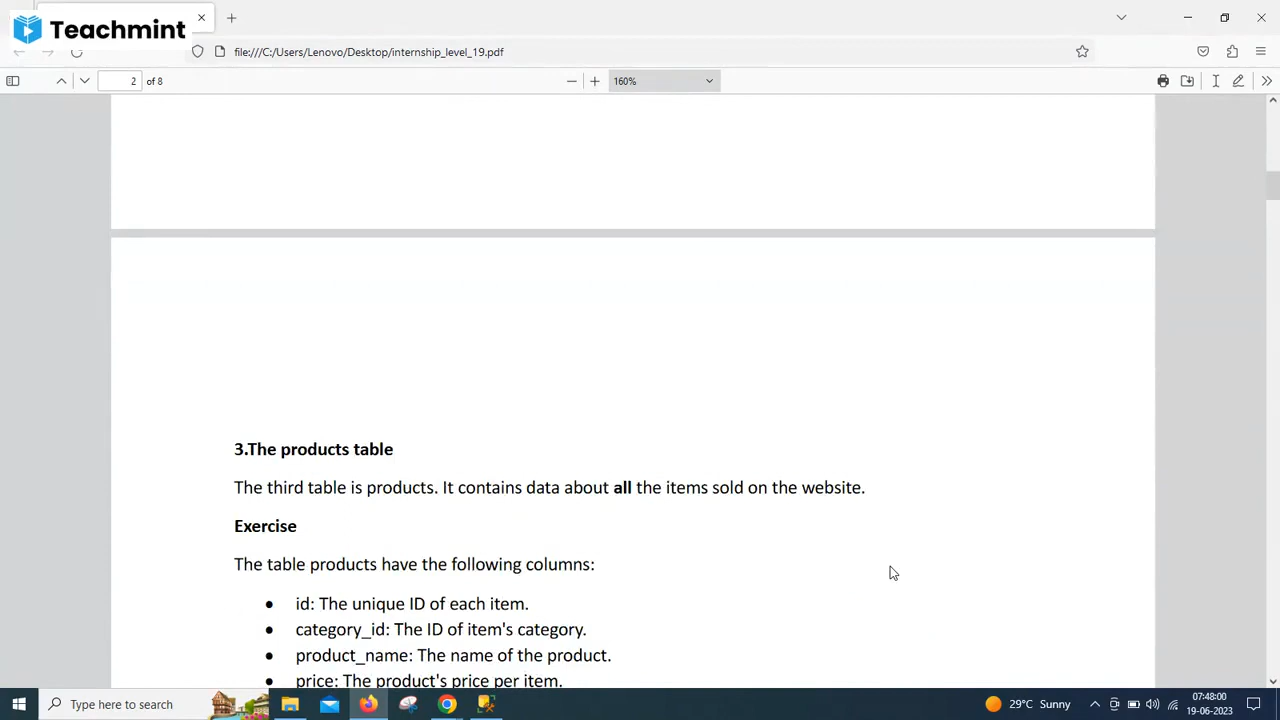 Teachmint
file:///C:/Users/Lenovo/Desktop/internship_level_19.pdf
2 of 8
160%
3.The products table
The third table is products. It contains data about all the items sold on the website.
Exercise
The table products have the following columns:
• id: The unique ID of each item.
• category_id: The ID of item's category.
• product_name: The name of the product.
• price: The product's price per item.
Type here to search
29°C Sunny
07:48:00
19-06-2023